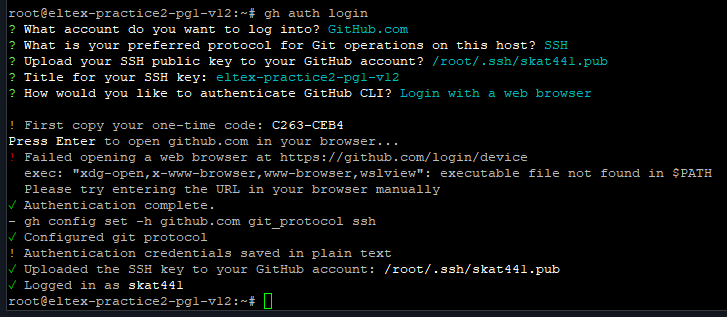 root@eltex-practice2-pg1-v12:~# gh auth login
? What account do you want to log into? GitHub.com
? What is your preferred protocol for Git operations on this host? SSH
? Upload your SSH public key to your GitHub account? /root/.ssh/skat441.pub
? Title for your SSH key: eltex-practice2-pg1-v12
? How would you like to authenticate GitHub CLI? Login with a web browser
! First copy your one-time code: C263-CEB4
Press Enter to open github.com in your browser...
! Failed opening a web browser at https://github.com/login/device
exec: "xdg-open,x-www-browser,www-browser,wslview": executable file not found in $PATH
Please try entering the URL in your browser manually
✓ Authentication complete.
- gh config set -h github.com git_protocol ssh
✓ Configured git protocol
! Authentication credentials saved in plain text
✓ Uploaded the SSH key to your GitHub account: /root/.ssh/skat441.pub
✓ Logged in as skat441
root@eltex-practice2-pg1-v12:~#